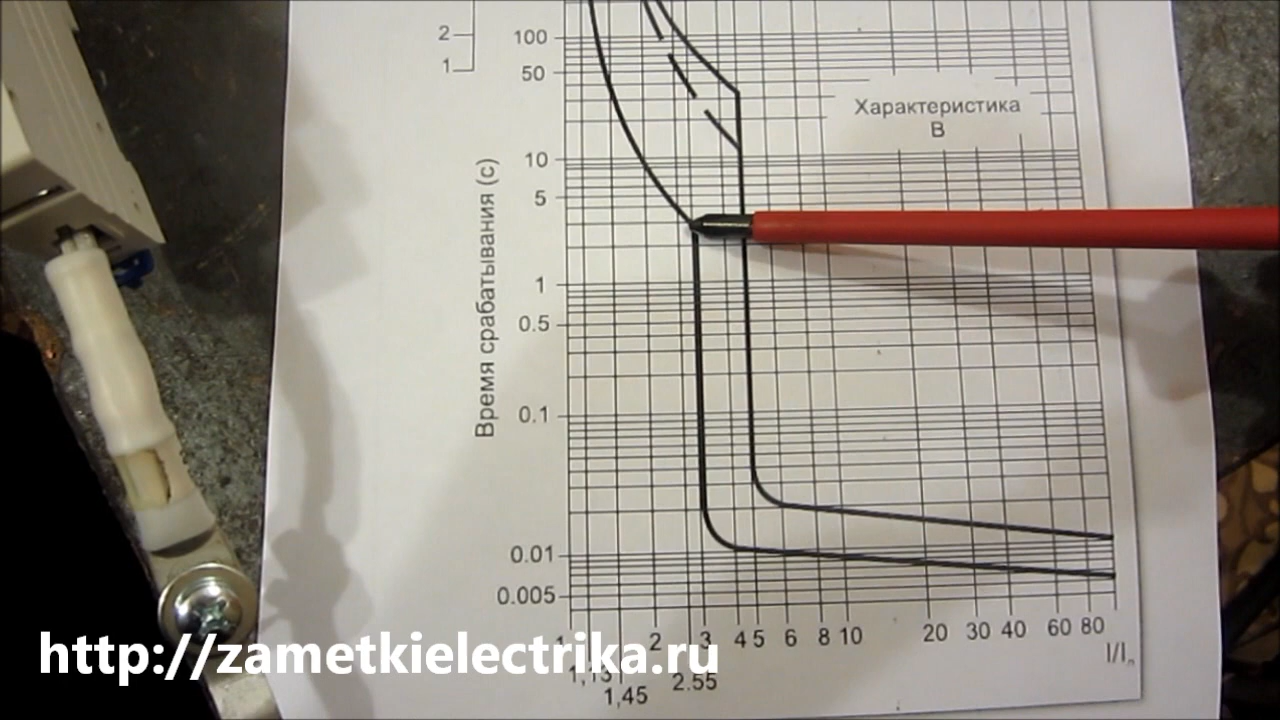 2
1
100
50
10
5
1
0.5
0.1
0.01
0.005
Время срабатывания (с)
Характеристика
В
1 2 3 4 5 6 8 10 20 30 40 60 80
1,13
1,45
2.55
I/Iₙ
http://zametkielectrika.ru